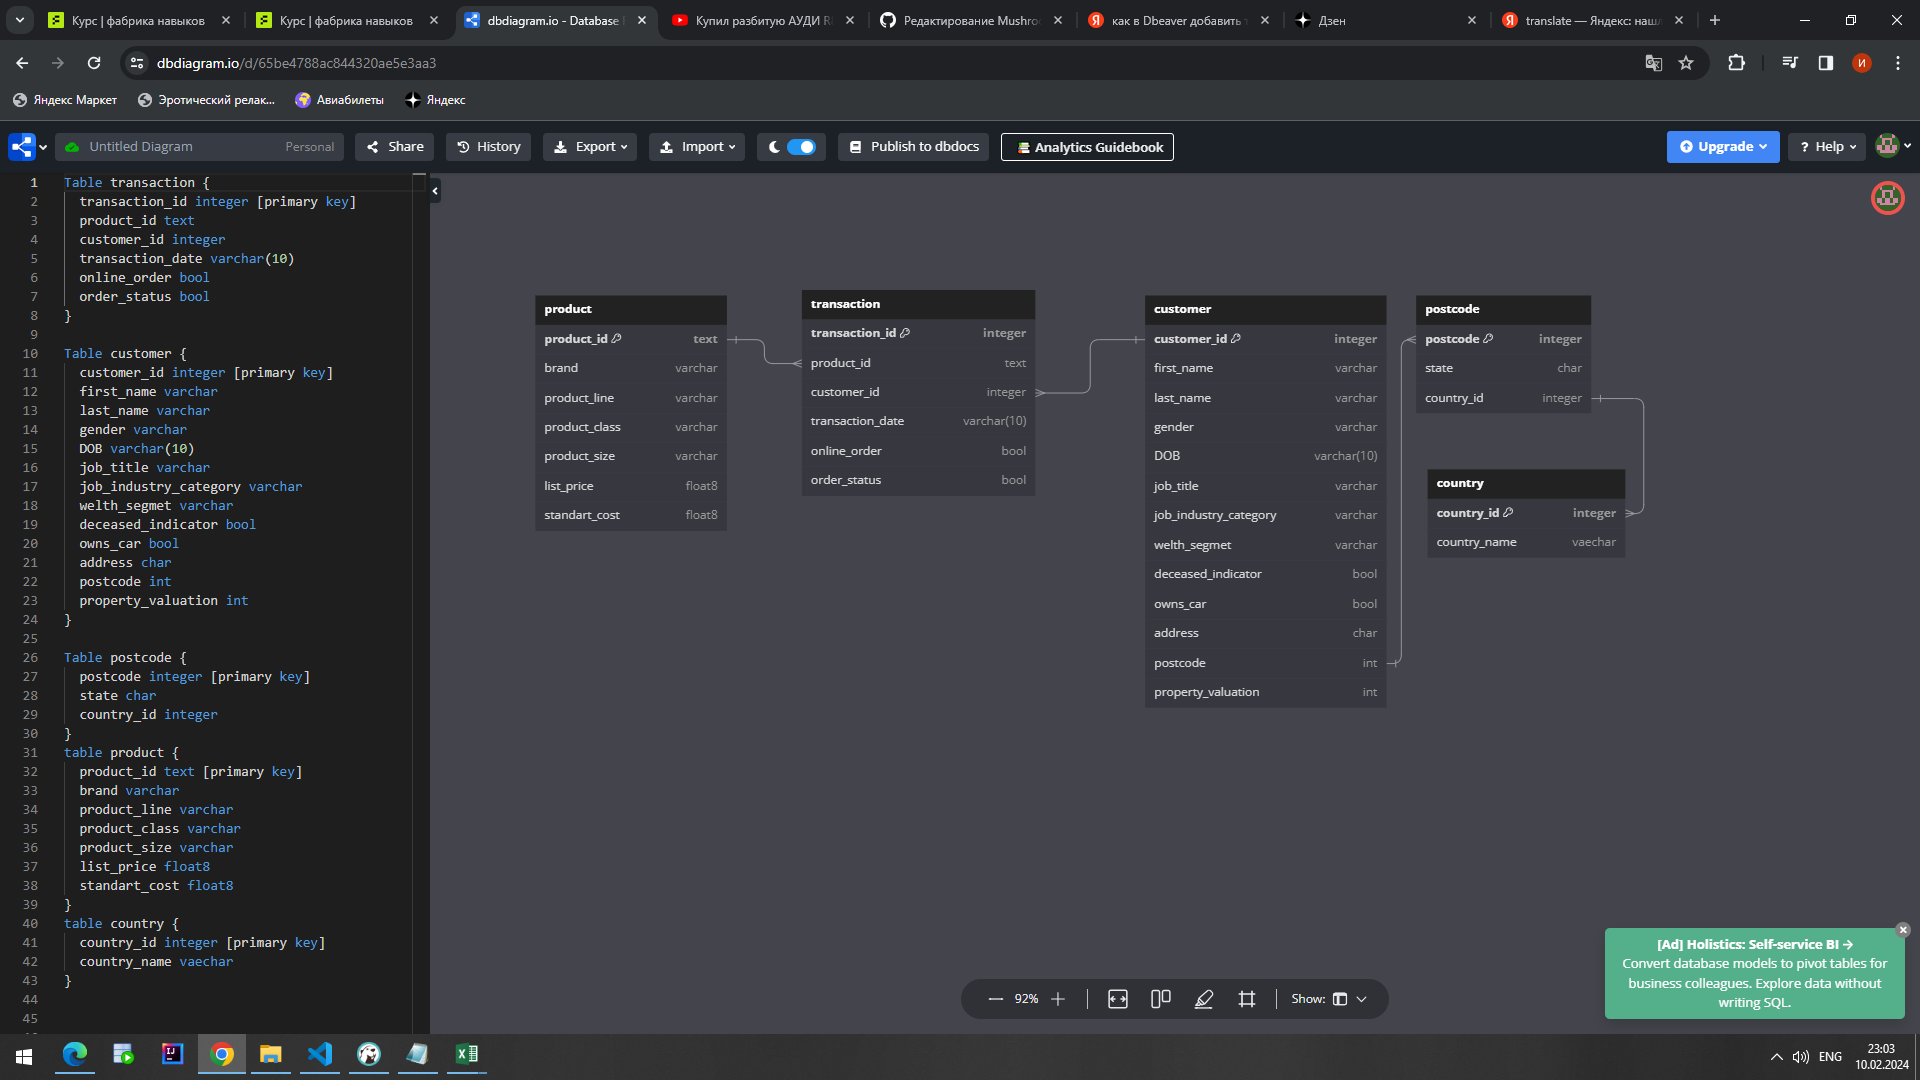 Курс | фабрика навыков
Курс | фабрика навыков
dbdiagram.io - Database
Купил разбитую АУДИ R
Редактирование Mushro
как в Dbeaver добавить
Дзен
translate — Яндекс: наш
dbdiagram.io/d/65be4788ac844320ae5e3aa3
И
Яндекс Маркет
Эротический релак...
Авиабилеты
Яндекс
Untitled Diagram
Personal
Share
History
Export
Import
Publish to dbdocs
Analytics Guidebook
Upgrade
? Help
1 Table transaction {
2 transaction_id integer [primary key]
3 product_id text
4 customer_id integer
5 transaction_date varchar(10)
6 online_order bool
7 order_status bool
8 }
9
10 Table customer {
11 customer_id integer [primary key]
12 first_name varchar
13 last_name varchar
14 gender varchar
15 DOB varchar(10)
16 job_title varchar
17 job_industry_category varchar
18 welth_segmet varchar
19 deceased_indicator bool
20 owns_car bool
21 address char
22 postcode int
23 property_valuation int
24 }
25
26 Table postcode {
27 postcode integer [primary key]
28 state char
29 country_id integer
30 }
31 table product {
32 product_id text [primary key]
33 brand varchar
34 product_line varchar
35 product_class varchar
36 product_size varchar
37 list_price float8
38 standart_cost float8
39 }
40 table country {
41 country_id integer [primary key]
42 country_name vaechar
43 }
44
45
product
product_id text
brand varchar
product_line varchar
product_class varchar
product_size varchar
list_price float8
standart_cost float8
transaction
transaction_id integer
product_id text
customer_id integer
transaction_date varchar(10)
online_order bool
order_status bool
customer
customer_id integer
first_name varchar
last_name varchar
gender varchar
DOB varchar(10)
job_title varchar
job_industry_category varchar
welth_segmet varchar
deceased_indicator bool
owns_car bool
address char
postcode int
property_valuation int
postcode
postcode integer
state char
country_id integer
country
country_id integer
country_name vaechar
92%
Show:
[Ad] Holistics: Self-service BI →
Convert database models to pivot tables for
business colleagues. Explore data without
writing SQL.
ENG
23:03
10.02.2024